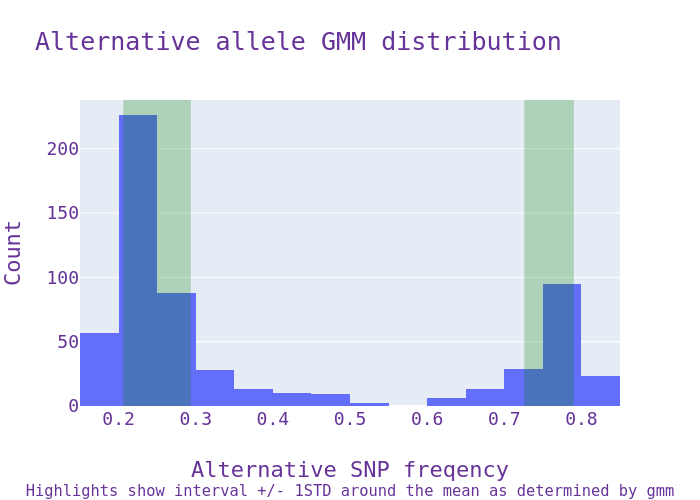 Alternative allele GMM distribution
Count
200
150
100
50
0
0.2 0.3 0.4 0.5 0.6 0.7 0.8
Alternative SNP freqency
Highlights show interval +/- 1STD around the mean as determined by gmm